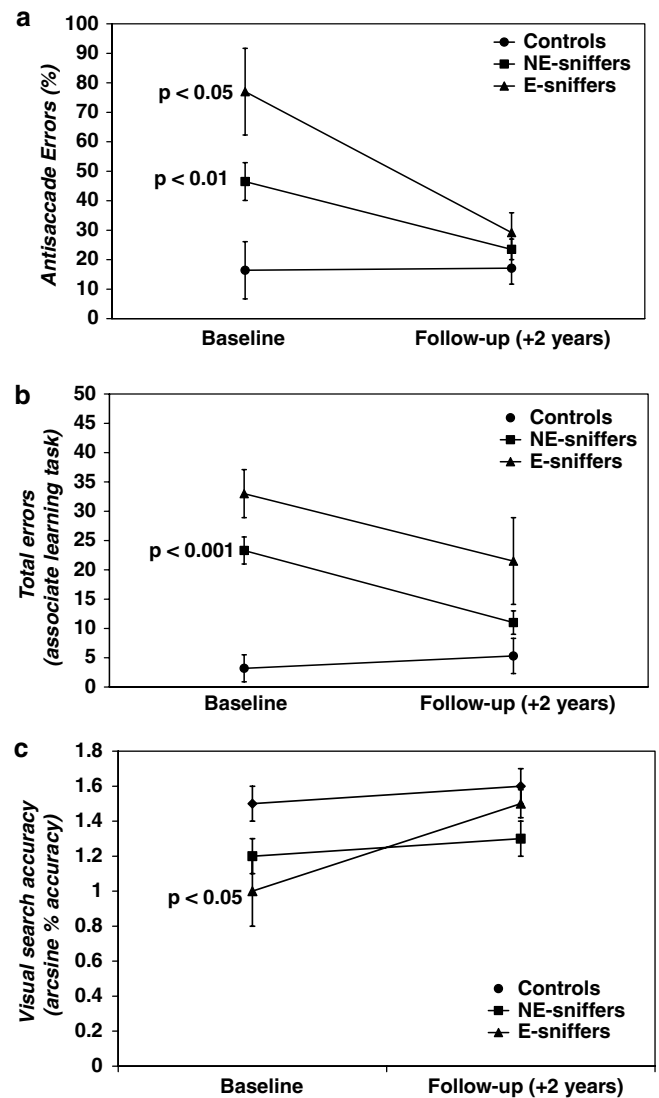 a
100
90
80
70
60
50
40
30
20
10
0
Antisaccade Errors (%)
p < 0.05
p < 0.01
Controls
NE-sniffers
E-sniffers
Baseline Follow-up (+2 years)
b
50
45
40
35
30
25
20
15
10
5
0
Total errors
(associate learning task)
p < 0.001
Controls
NE-sniffers
E-sniffers
Baseline Follow-up (+2 years)
c
1.8
1.6
1.4
1.2
1
0.8
0.6
0.4
0.2
0
Visual search accuracy
(arcsine % accuracy)
p < 0.05
Controls
NE-sniffers
E-sniffers
Baseline Follow-up (+2 years)